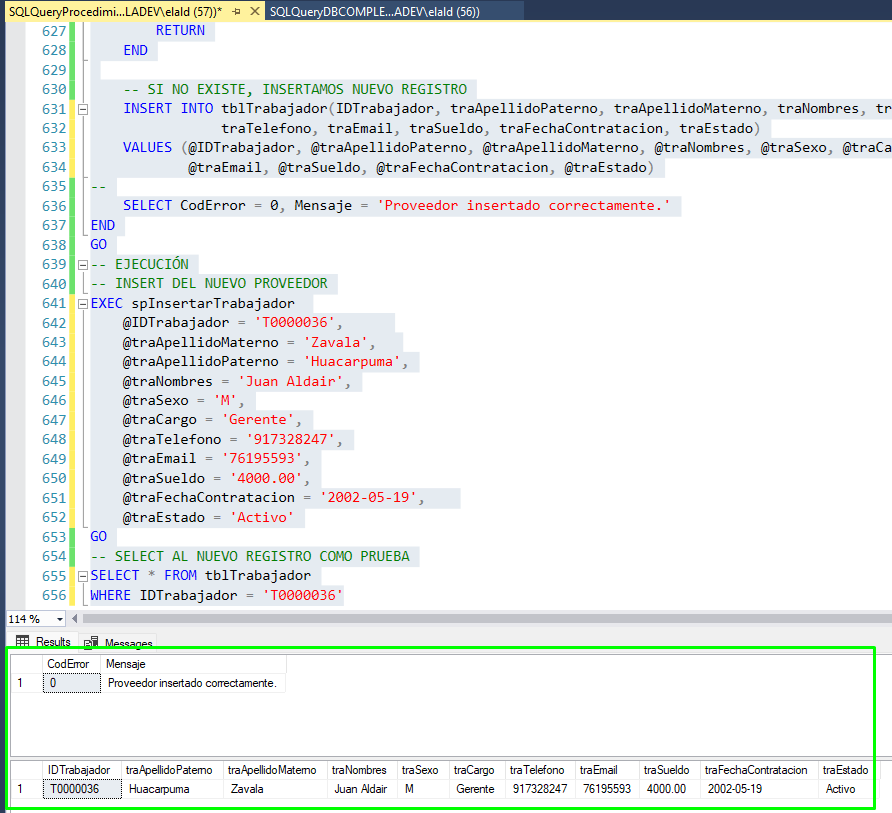 SQLQueryProcedimi...LADEV\elald (57))* SQLQueryDBCOMPLE...ADEV\elald (56))
627 RETURN
628 END
629
630 -- SI NO EXISTE, INSERTAMOS NUEVO REGISTRO
631 INSERT INTO tblTrabajador(IDTrabajador, traApellidoPaterno, traApellidoMaterno, traNombres, tr
632 traTelefono, traEmail, traSueldo, traFechaContratacion, traEstado)
633 VALUES (@IDTrabajador, @traApellidoPaterno, @traApellidoMaterno, @traNombres, @traSexo, @traCa
634 @traEmail, @traSueldo, @traFechaContratacion, @traEstado)
635 --
636 SELECT CodError = 0, Mensaje = 'Proveedor insertado correctamente.'
637 END
638 GO
639 -- EJECUCIÓN
640 -- INSERT DEL NUEVO PROVEEDOR
641 EXEC spInsertarTrabajador
642 @IDTrabajador = 'T0000036',
643 @traApellidoMaterno = 'Zavala',
644 @traApellidoPaterno = 'Huacarpuma',
645 @traNombres = 'Juan Aldair',
646 @traSexo = 'M',
647 @traCargo = 'Gerente',
648 @traTelefono = '917328247',
649 @traEmail = '76195593',
650 @traSueldo = '4000.00',
651 @traFechaContratacion = '2002-05-19',
652 @traEstado = 'Activo'
653 GO
654 -- SELECT AL NUEVO REGISTRO COMO PRUEBA
655 SELECT * FROM tblTrabajador
656 WHERE IDTrabajador = 'T0000036'
114 %
Results Messages
CodError Mensaje
1 0 Proveedor insertado correctamente.
IDTrabajador traApellidoPaterno traApellidoMaterno traNombres traSexo traCargo traTelefono traEmail traSueldo traFechaContratacion traEstado
1 T0000036 Huacarpuma Zavala Juan Aldair M Gerente 917328247 76195593 4000.00 2002-05-19 Activo